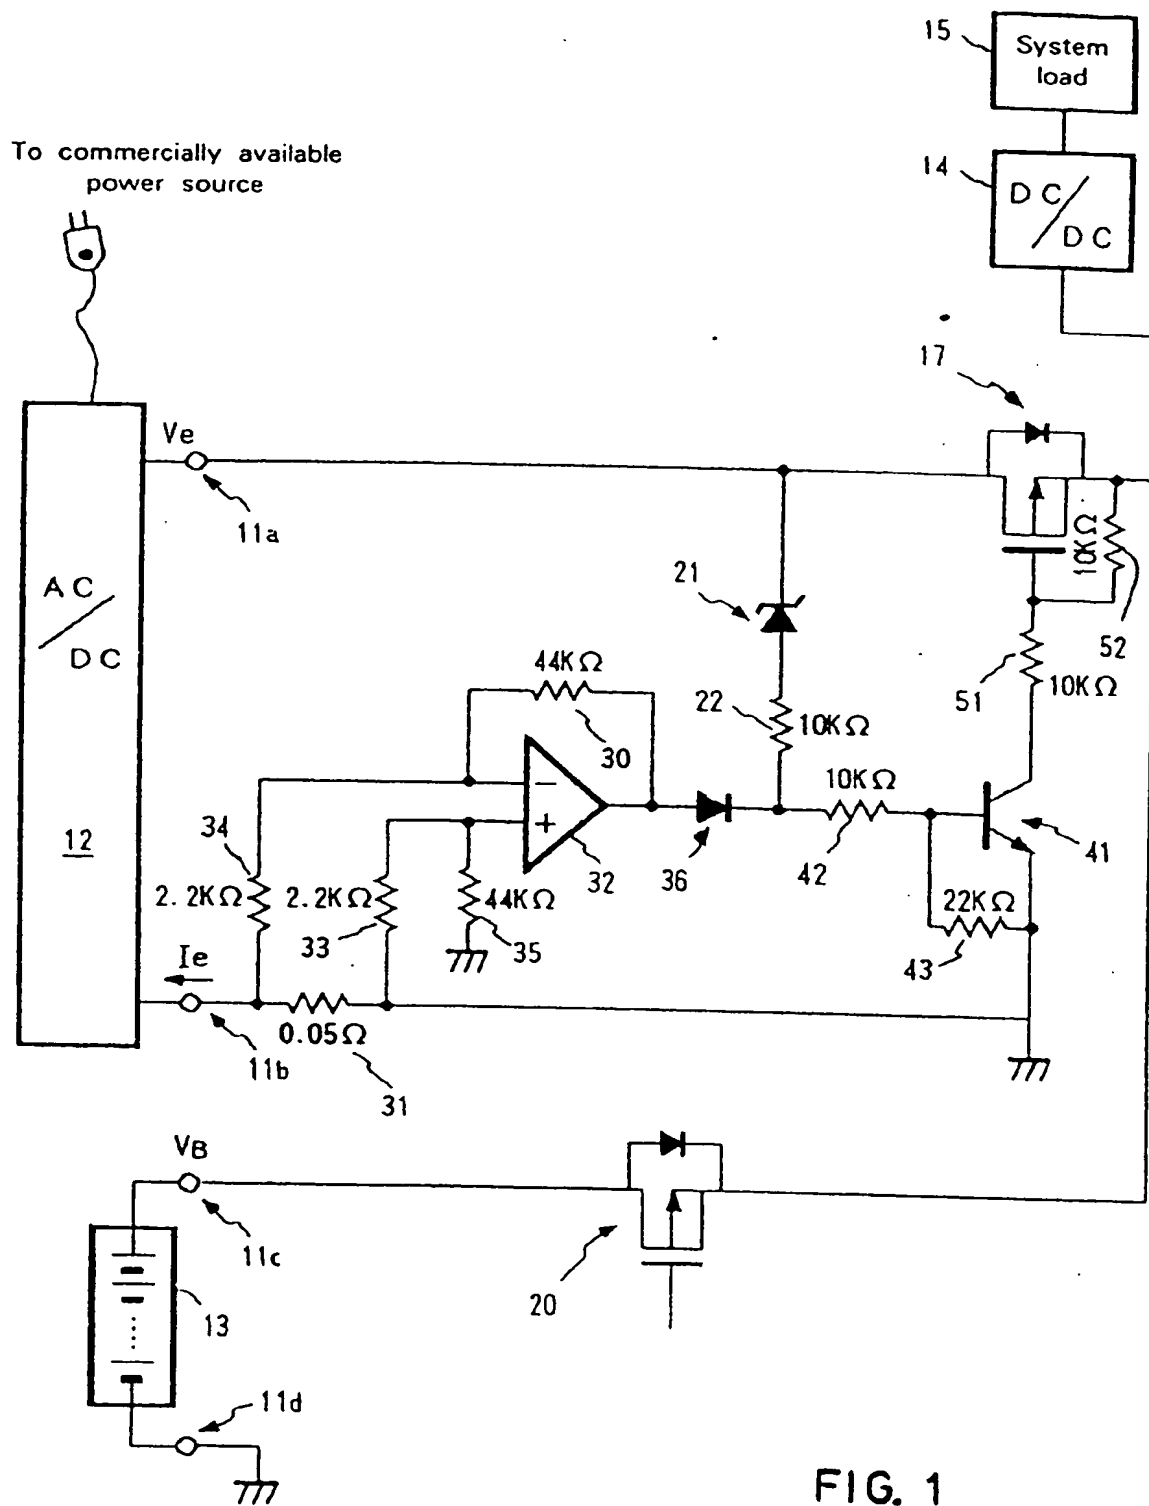 15
System
load
To commercially available
power source
14
DC/DC
17
Ve
11a
AC/DC
21
10KΩ
52
44KΩ
51
10KΩ
22
10KΩ
30
10KΩ
12
34
32
36
42
41
2.2KΩ
2.2KΩ
44KΩ
22KΩ
33
35
43
Ie
0.05Ω
11b
31
VB
11c
20
13
11d
FIG. 1